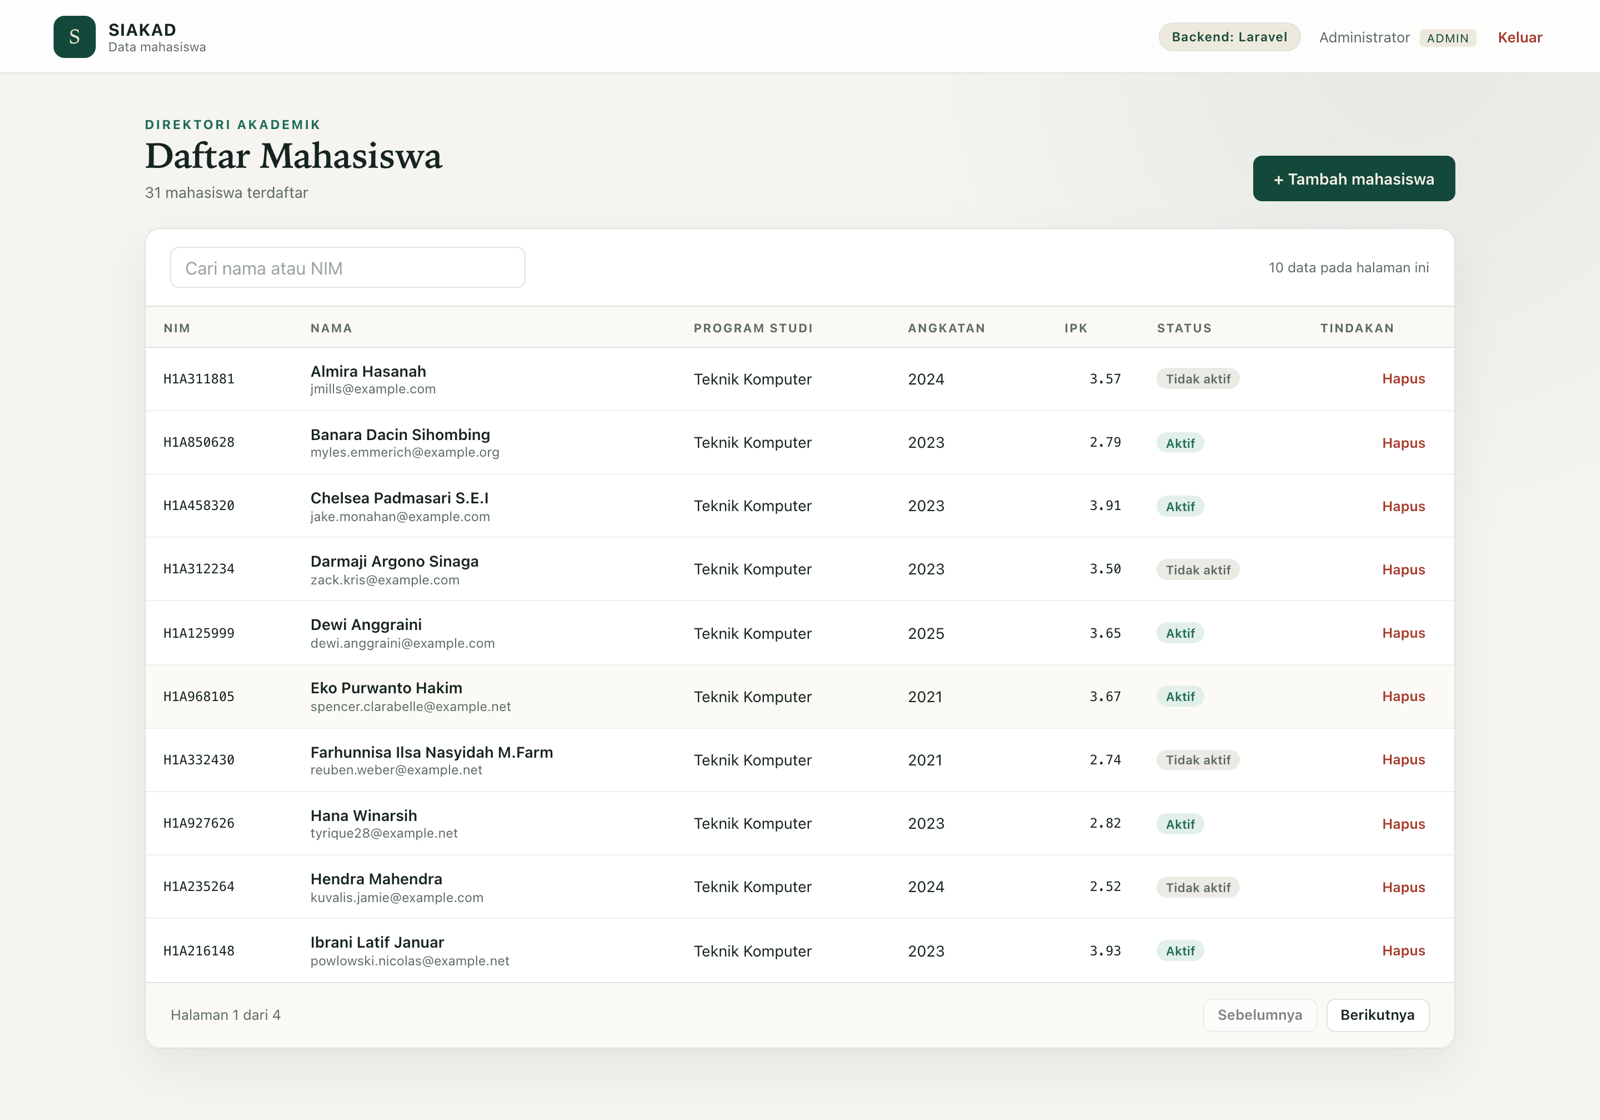 S
SIAKAD
Data mahasiswa
Backend: Laravel
Administrator ADMIN Keluar
DIREKTORI AKADEMIK
Daftar Mahasiswa
31 mahasiswa terdaftar
+ Tambah mahasiswa
Cari nama atau NIM
10 data pada halaman ini
NIM NAMA PROGRAM STUDI ANGKATAN IPK STATUS TINDAKAN
H1A311881 Almira Hasanah Teknik Komputer 2024 3.57 Tidak aktif Hapus
jmills@example.com
H1A850628 Banara Dacin Sihombing Teknik Komputer 2023 2.79 Aktif Hapus
myles.emmerich@example.org
H1A458320 Chelsea Padmasari S.E.I Teknik Komputer 2023 3.91 Aktif Hapus
jake.monahan@example.com
H1A312234 Darmaji Argono Sinaga Teknik Komputer 2023 3.50 Tidak aktif Hapus
zack.kris@example.com
H1A125999 Dewi Anggraini Teknik Komputer 2025 3.65 Aktif Hapus
dewi.anggraini@example.com
H1A968105 Eko Purwanto Hakim Teknik Komputer 2021 3.67 Aktif Hapus
spencer.clarabelle@example.net
H1A332430 Farhunnisa Ilsa Nasyidah M.Farm Teknik Komputer 2021 2.74 Tidak aktif Hapus
reuben.weber@example.net
H1A927626 Hana Winarsih Teknik Komputer 2023 2.82 Aktif Hapus
tyrique28@example.net
H1A235264 Hendra Mahendra Teknik Komputer 2024 2.52 Tidak aktif Hapus
kuvalis.jamie@example.com
H1A216148 Ibrani Latif Januar Teknik Komputer 2023 3.93 Aktif Hapus
powlowski.nicolas@example.net
Halaman 1 dari 4
Sebelumnya Berikutnya